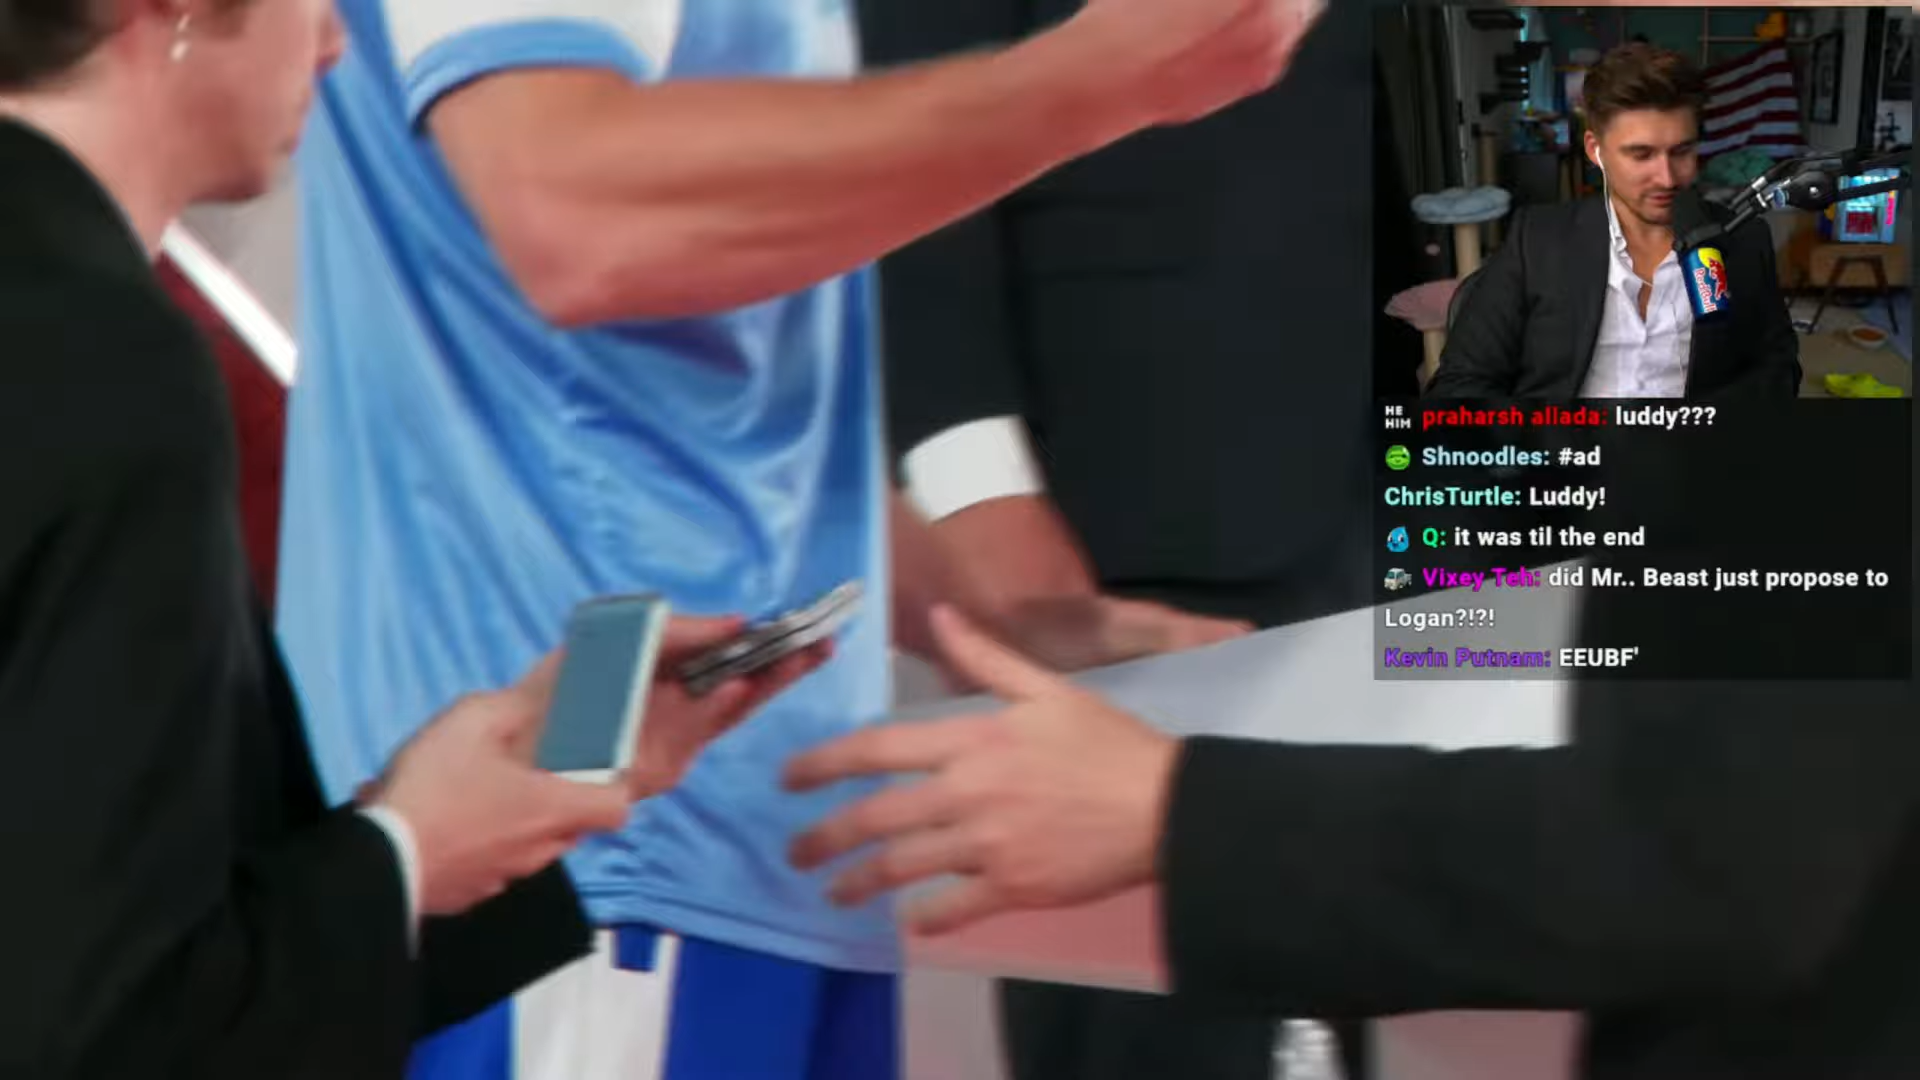 RedBull
HE
HIM
praharsh allada: luddy???
Shnoodles: #ad
ChrisTurtle: Luddy!
Q: it was til the end
Vixey Teh: did Mr.. Beast just propose to
Logan?!?!
Kevin Putnam: EEUBF'